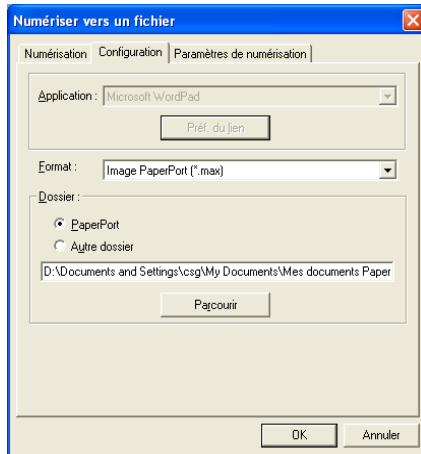 Numériser vers un fichier
Numérisation Configuration Paramètres de numérisation
Application : Microsoft WordPad
Préf. du lien
Format : Image PaperPort (*.max)
Dossier :
PaperPort
Autre dossier
D:\Documents and Settings\csg\My Documents\Mes documents Paper
Parcourir
OK Annuler